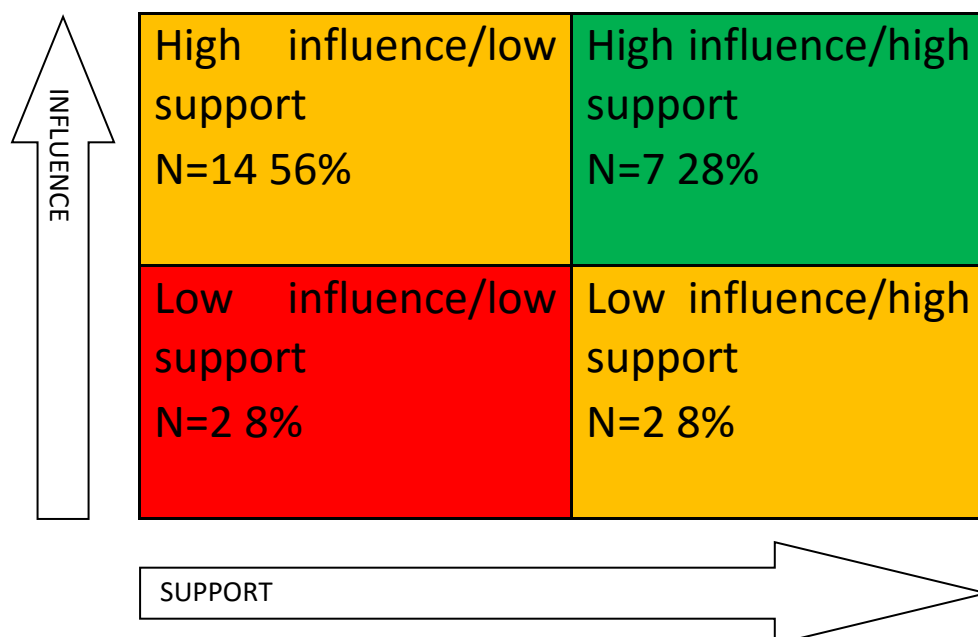 INFLUENCE
High influence/low
support
N=14 56%
High influence/high
support
N=7 28%
Low influence/low
support
N=2 8%
Low influence/high
support
N=2 8%
SUPPORT